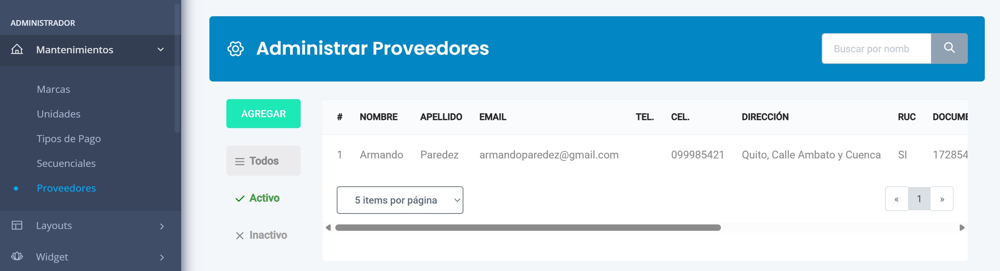 ADMINISTRADOR
Mantenimientos
Marcas
Unidades
Tipos de Pago
Secuenciales
Proveedores
Layouts
Widget
Administrar Proveedores
Buscar por nomb
AGREGAR
Todos
Activo
Inactivo
# NOMBRE APELLIDO EMAIL TEL. CEL. DIRECCIÓN RUC DOCUME
1 Armando Paredez armandoparedez@gmail.com 099985421 Quito, Calle Ambato y Cuenca SI 172854
5 items por página
« 1 »